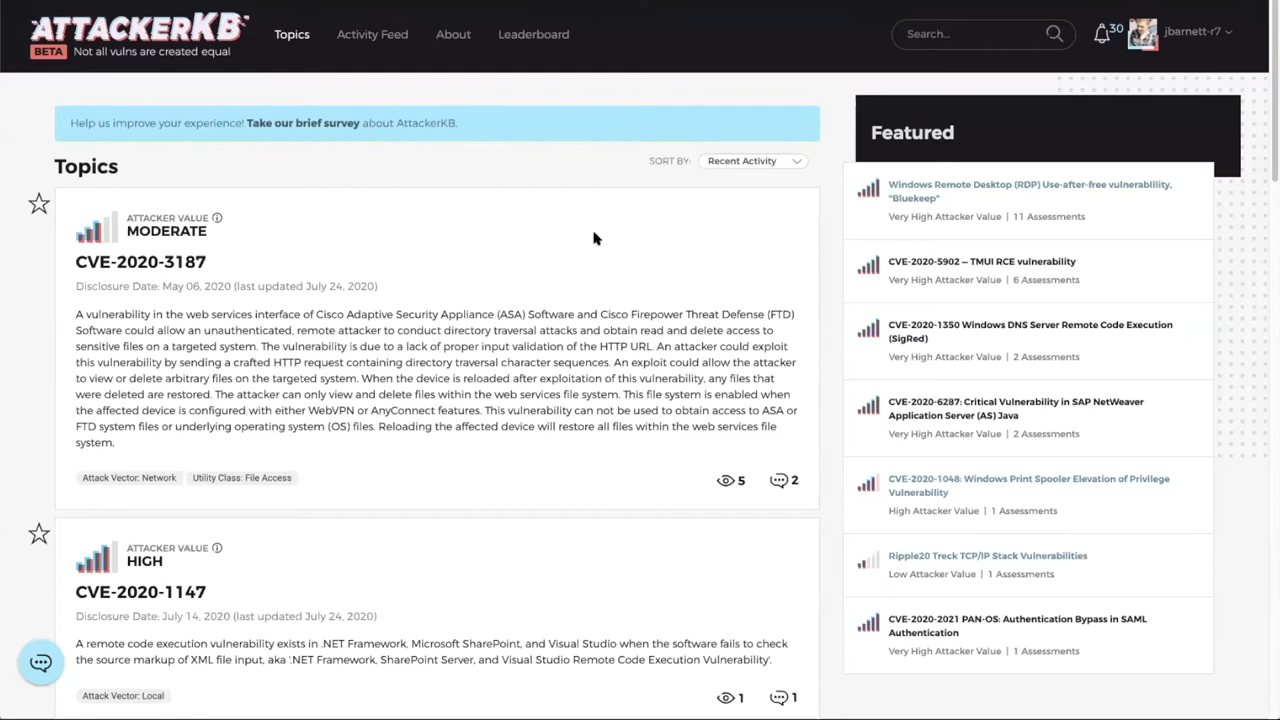 ATTACKERKB
BETA Not all vulns are created equal
Topics
Activity Feed
About
Leaderboard
Search...
30
jbarnett-r7
Help us improve your experience! Take our brief survey about AttackerKB.
Topics
SORT BY: Recent Activity
ATTACKER VALUE
MODERATE
CVE-2020-3187
Disclosure Date: May 06, 2020 (last updated July 24, 2020)
A vulnerability in the web services interface of Cisco Adaptive Security Appliance (ASA) Software and Cisco Firepower Threat Defense (FTD)
Software could allow an unauthenticated, remote attacker to conduct directory traversal attacks and obtain read and delete access to
sensitive files on a targeted system. The vulnerability is due to a lack of proper input validation of the HTTP URL. An attacker could exploit
this vulnerability by sending a crafted HTTP request containing directory traversal character sequences. An exploit could allow the attacker
to view or delete arbitrary files on the targeted system. When the device is reloaded after exploitation of this vulnerability, any files that
were deleted are restored. The attacker can only view and delete files within the web services file system. This file system is enabled when
the affected device is configured with either WebVPN or AnyConnect features. This vulnerability can not be used to obtain access to ASA or
FTD system files or underlying operating system (OS) files. Reloading the affected device will restore all files within the web services file
system.
Attack Vector: Network
Utility Class: File Access
5
2
ATTACKER VALUE
HIGH
CVE-2020-1147
Disclosure Date: July 14, 2020 (last updated July 24, 2020)
A remote code execution vulnerability exists in .NET Framework, Microsoft SharePoint, and Visual Studio when the software fails to check
the source markup of XML file input, aka '.NET Framework, SharePoint Server, and Visual Studio Remote Code Execution Vulnerability'.
Attack Vector: Local
1
1
Featured
Windows Remote Desktop (RDP) Use-after-free vulnerablility,
"Bluekeep"
Very High Attacker Value | 11 Assessments
CVE-2020-5902 — TMUI RCE vulnerability
Very High Attacker Value | 6 Assessments
CVE-2020-1350 Windows DNS Server Remote Code Execution
(SigRed)
Very High Attacker Value | 2 Assessments
CVE-2020-6287: Critical Vulnerability in SAP NetWeaver
Application Server (AS) Java
Very High Attacker Value | 2 Assessments
CVE-2020-1048: Windows Print Spooler Elevation of Privilege
Vulnerability
High Attacker Value | 1 Assessments
Ripple20 Treck TCP/IP Stack Vulnerabilities
Low Attacker Value | 1 Assessments
CVE-2020-2021 PAN-OS: Authentication Bypass in SAML
Authentication
Very High Attacker Value | 1 Assessments